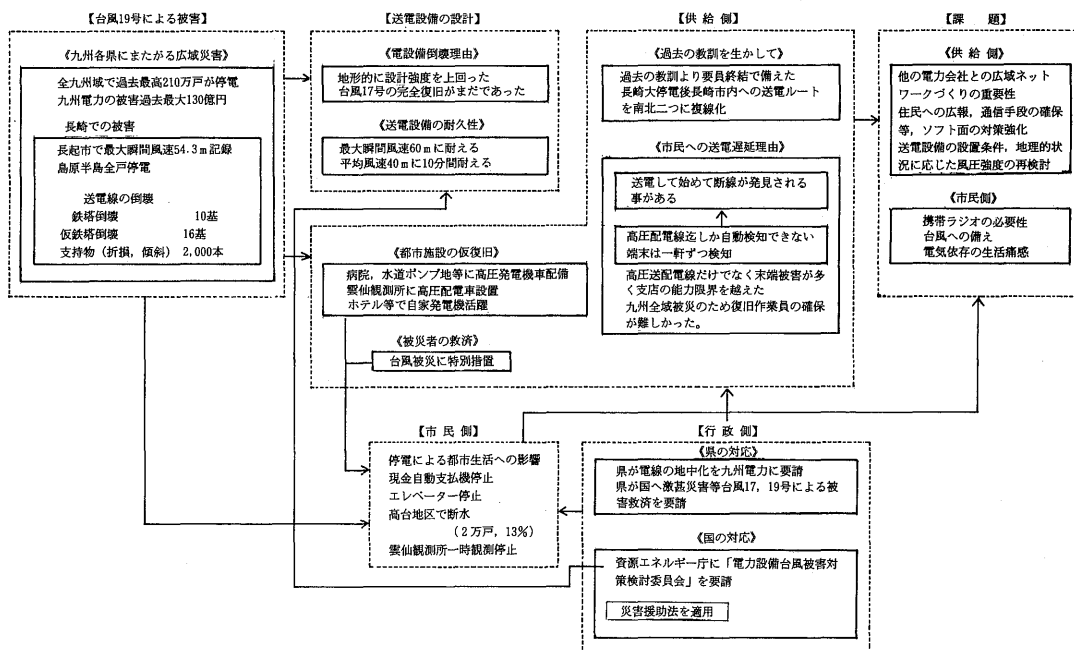 【台風19号による被害】
《九州各県にまたがる広域災害》
全九州域で過去最高210万戸が停電
九州電力の被害過去最大130億円
長崎での被害
長起市で最大瞬間風速54.3m記録
島原半島全戸停電
送電線の倒壊
鉄塔倒壊 10基
仮鉄塔倒壊 16基
支持物(折損,傾斜) 2,000本
【送電設備の設計】
《電設備倒壊理由》
地形的に設計強度を上回った
台風17号の完全復旧がまだであった
《送電設備の耐久性》
最大瞬間風速60mに耐える
平均風速40mに10分間耐える
《都市施設の仮復旧》
病院,水道ポンプ地等に高圧発電機車配備
雲仙観測所に高圧配電車設置
ホテル等で自家発電機活躍
《被災者の救済》
台風被災に特別措置
【供給側】
《過去の教訓を生かして》
過去の教訓より要員終結で備えた
長崎大停電後長崎市内への送電ルート
を南北二つに複線化
《市民への送電遅延理由》
送電して始めて断線が発見される
事がある
高圧配電線迄しか自動検知できない
端末は一軒ずつ検知
高圧送配電線だけでなく末端被害が多
く支店の能力限界を越えた
九州全域被災のため復旧作業員の確保
が難しかった。
【課 題】
《供給側》
他の電力会社との広域ネット
ワークづくりの重要性
住民への広報,通信手段の確保
等,ソフト面の対策強化
送電設備の設置条件,地理的状
況に応じた風圧強度の再検討
《市民側》
携帯ラジオの必要性
台風への備え
電気依存の生活痛感
【市民側】
停電による都市生活への影響
現金自動支払機停止
エレベーター停止
高台地区で断水
(2万戸,13%)
雲仙観測所一時観測停止
【行政側】
《県の対応》
県が電線の地中化を九州電力に要請
県が国へ激甚災害等台風17,19号による被
害救済を要請
《国の対応》
資源エネルギー庁に「電力設備台風被害対
策検討委員会」を要請
災害援助法を適用